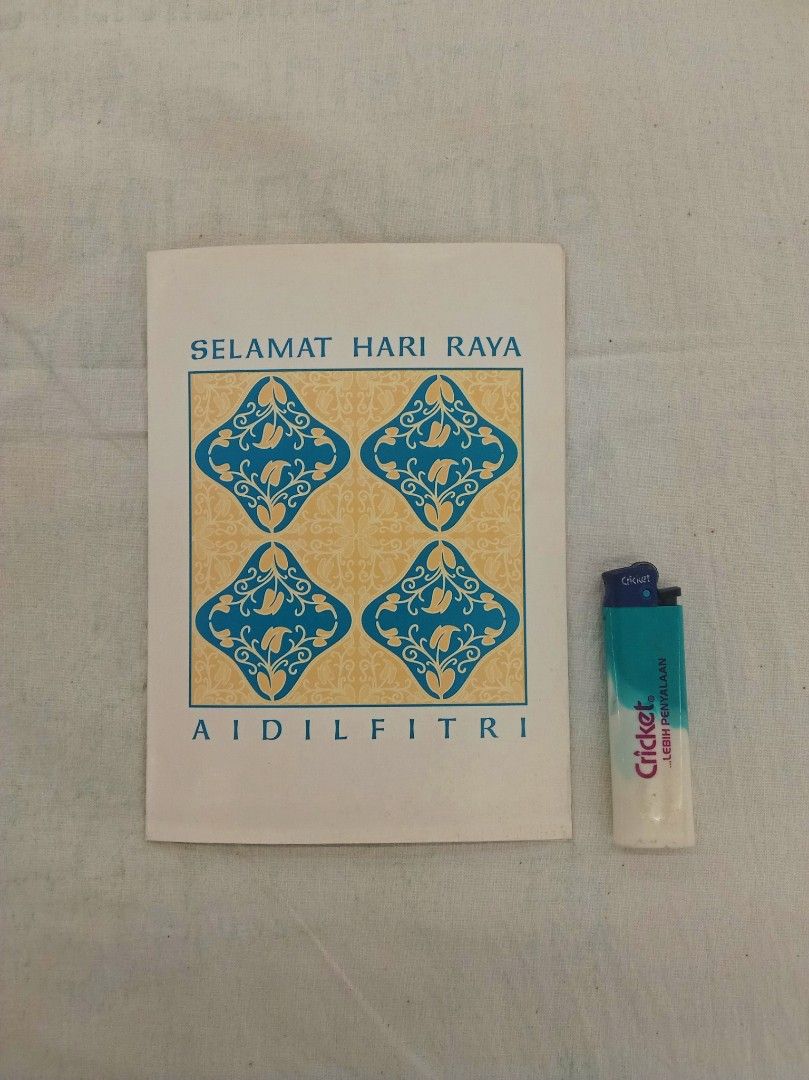 SELAMAT HARI RAYA
AIDILFITRI
Cricket
Cricket®
...LEBIH PENYALAAN